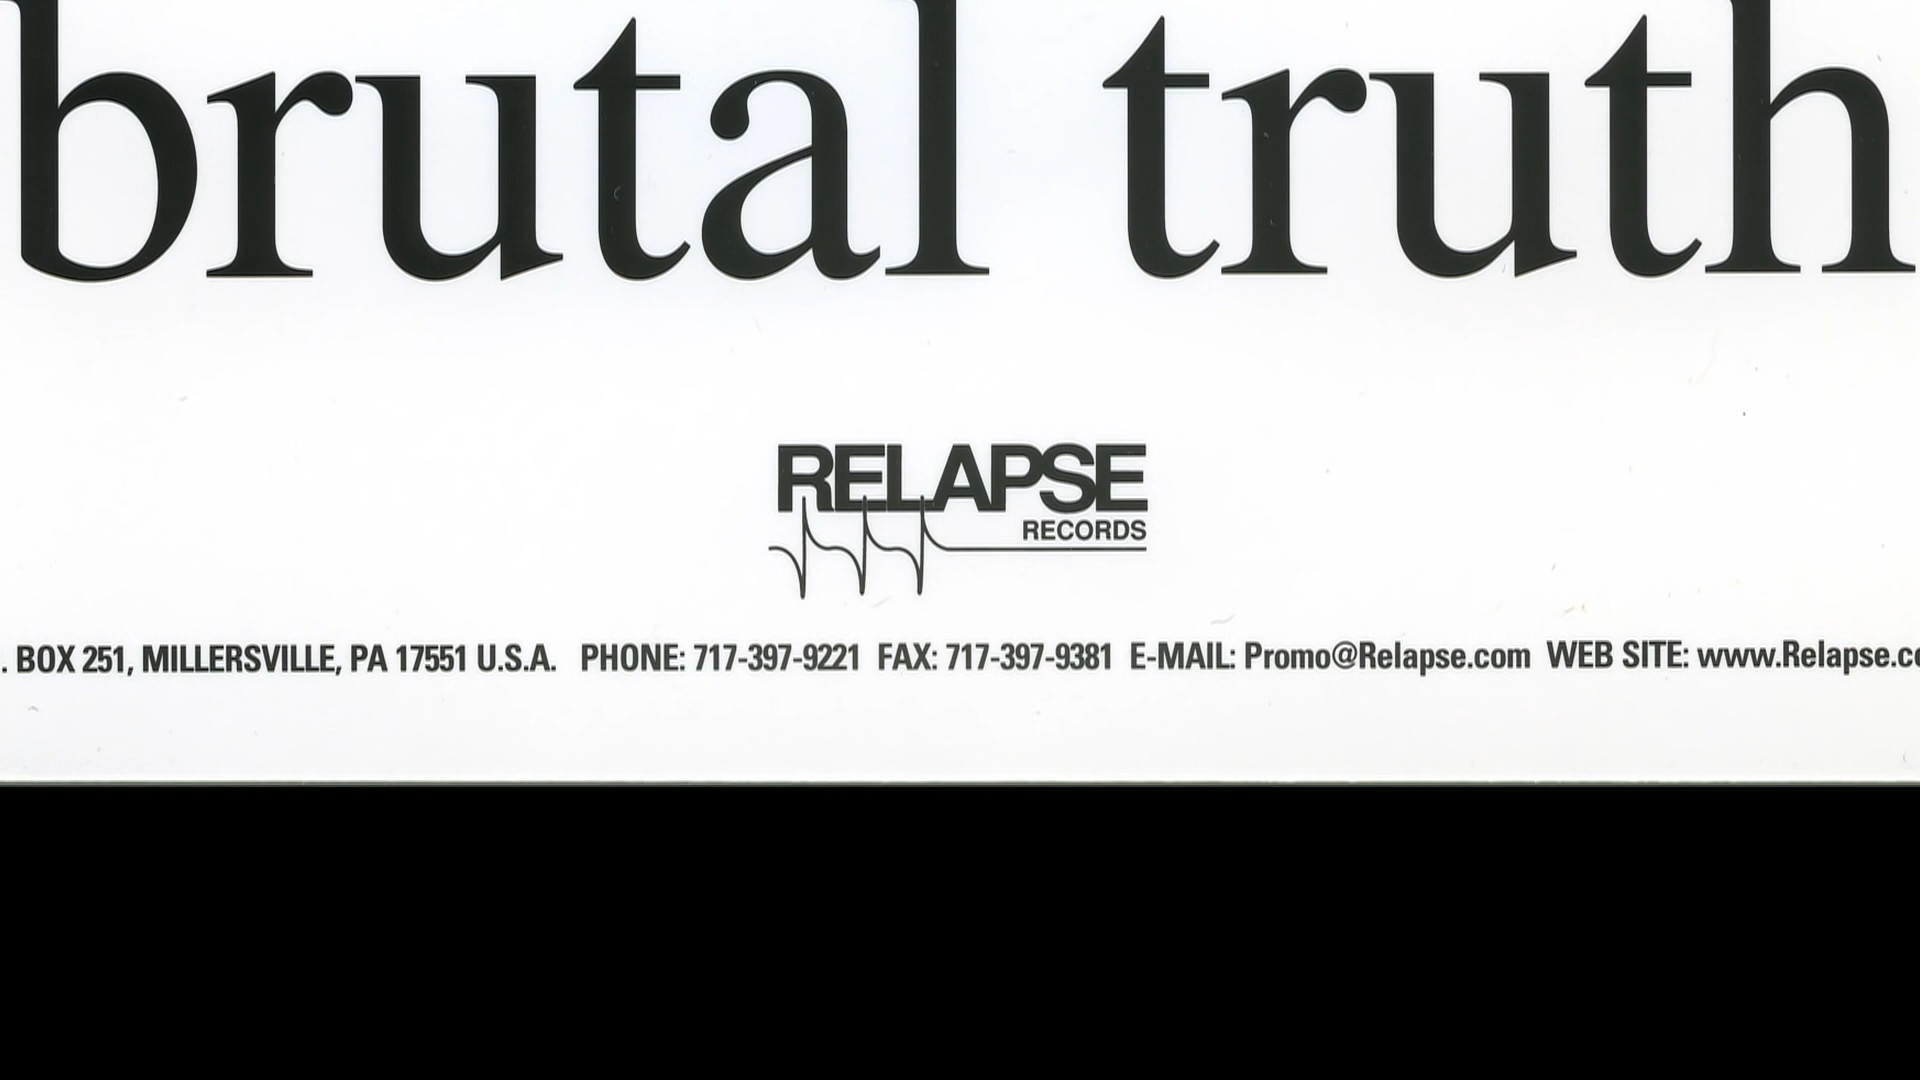 brutal truth
RELAPSE
RECORDS
. BOX 251, MILLERSVILLE, PA 17551 U.S.A. PHONE: 717-397-9221 FAX: 717-397-9381 E-MAIL: Promo@Relapse.com WEB SITE: www.Relapse.co